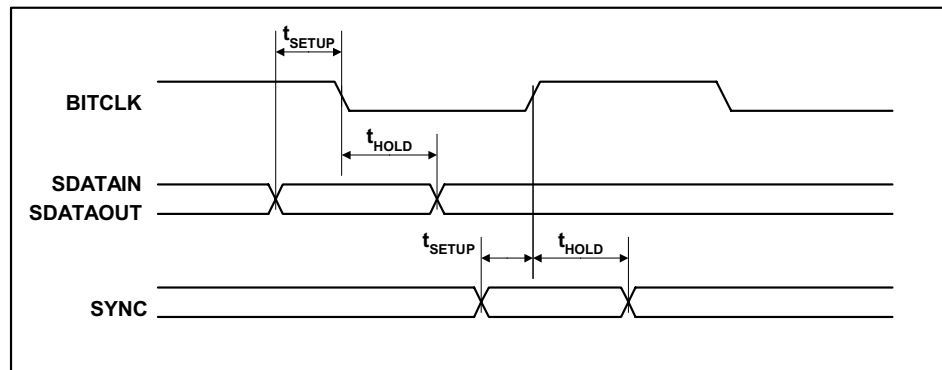 tSETUP
BITCLK
tHOLD
SDATAIN
SDATAOUT
tSETUP tHOLD
SYNC